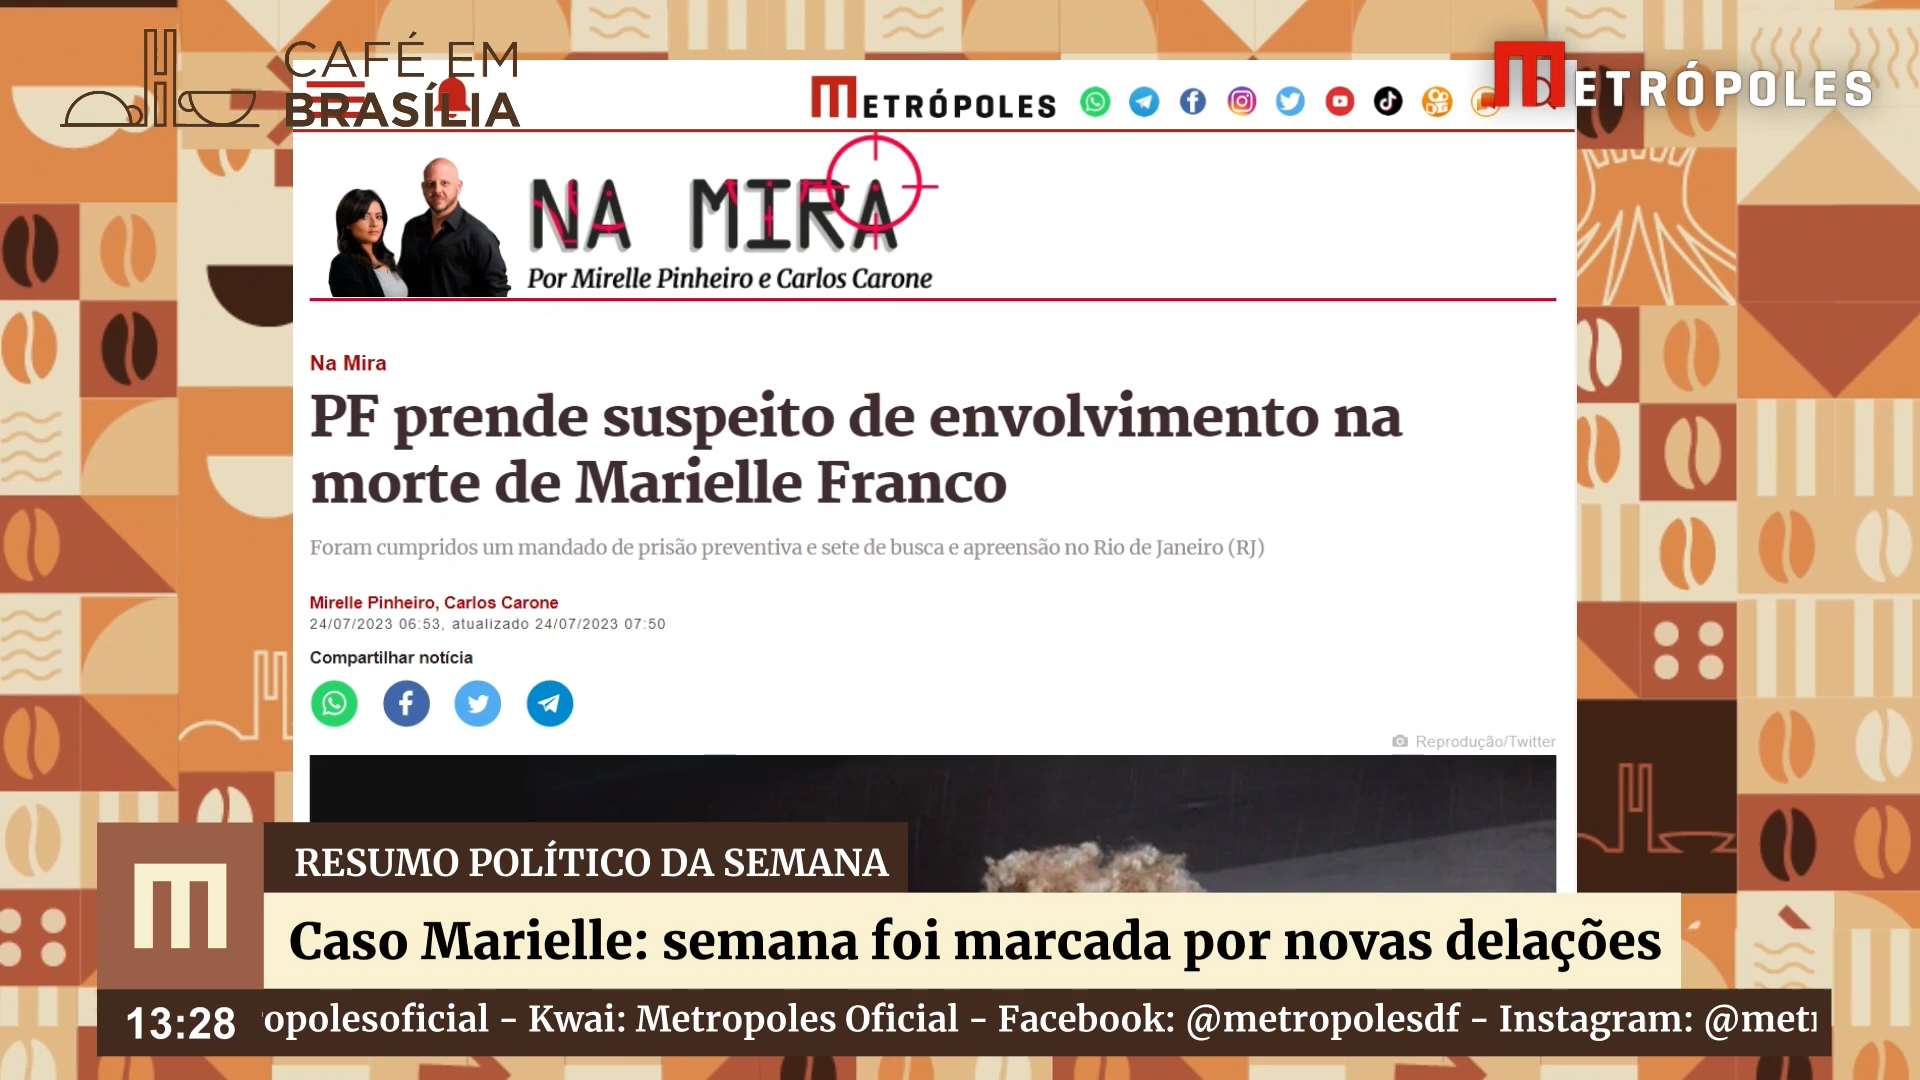 CAFÉ EM
BRASÍLIA
METRÓPOLES
METRÓPOLES
NA MIRA
Por Mirelle Pinheiro e Carlos Carone
Na Mira
PF prende suspeito de envolvimento na
morte de Marielle Franco
Foram cumpridos um mandado de prisão preventiva e sete de busca e apreensão no Rio de Janeiro (RJ)
Mirelle Pinheiro, Carlos Carone
24/07/2023 06:53, atualizado 24/07/2023 07:50
Compartilhar notícia
Reprodução/Twitter
RESUMO POLÍTICO DA SEMANA
Caso Marielle: semana foi marcada por novas delações
13:28 opolesoficial - Kwai: Metropoles Oficial - Facebook: @metropolesdf - Instagram: @met